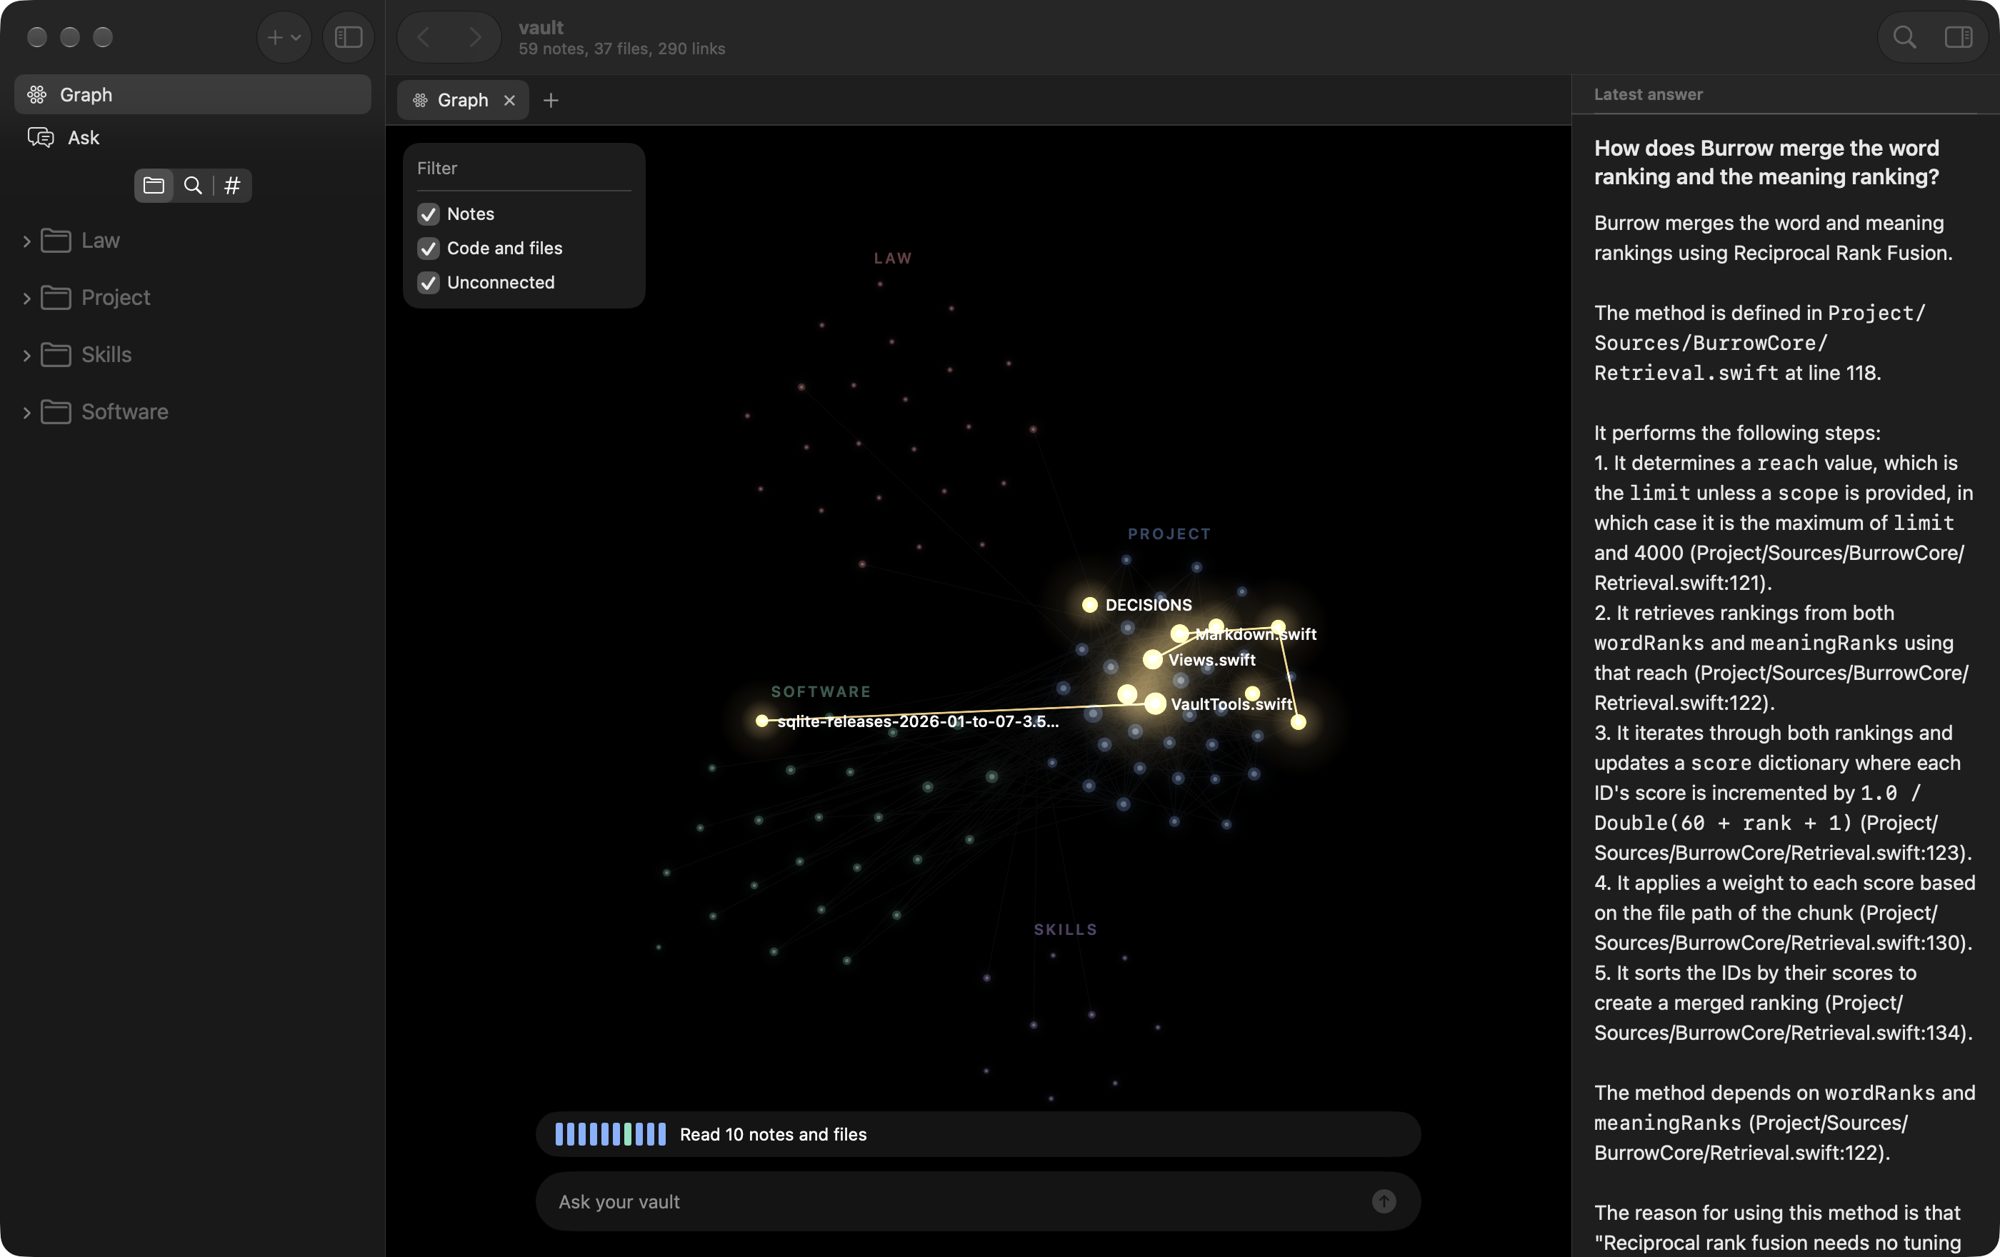 vault
59 notes, 37 files, 290 links
Graph
Ask
#
Law
Project
Skills
Software
Graph
Filter
Notes
Code and files
Unconnected
LAW
PROJECT
DECISIONS
Markdown.swift
Views.swift
SOFTWARE
VaultTools.swift
sqlite-releases-2026-01-to-07-3.5...
SKILLS
Read 10 notes and files
Ask your vault
Latest answer
How does Burrow merge the word
ranking and the meaning ranking?
Burrow merges the word and meaning
rankings using Reciprocal Rank Fusion.
The method is defined in Project/
Sources/BurrowCore/
Retrieval.swift at line 118.
It performs the following steps:
1. It determines a reach value, which is
the limit unless a scope is provided, in
which case it is the maximum of limit
and 4000 (Project/Sources/BurrowCore/
Retrieval.swift:121).
2. It retrieves rankings from both
wordRanks and meaningRanks using
that reach (Project/Sources/BurrowCore/
Retrieval.swift:122).
3. It iterates through both rankings and
updates a score dictionary where each
ID's score is incremented by 1.0 /
Double(60 + rank + 1) (Project/
Sources/BurrowCore/Retrieval.swift:123).
4. It applies a weight to each score based
on the file path of the chunk (Project/
Sources/BurrowCore/Retrieval.swift:130).
5. It sorts the IDs by their scores to
create a merged ranking (Project/
Sources/BurrowCore/Retrieval.swift:134).
The method depends on wordRanks and
meaningRanks (Project/Sources/
BurrowCore/Retrieval.swift:122).
The reason for using this method is that
"Reciprocal rank fusion needs no tuning